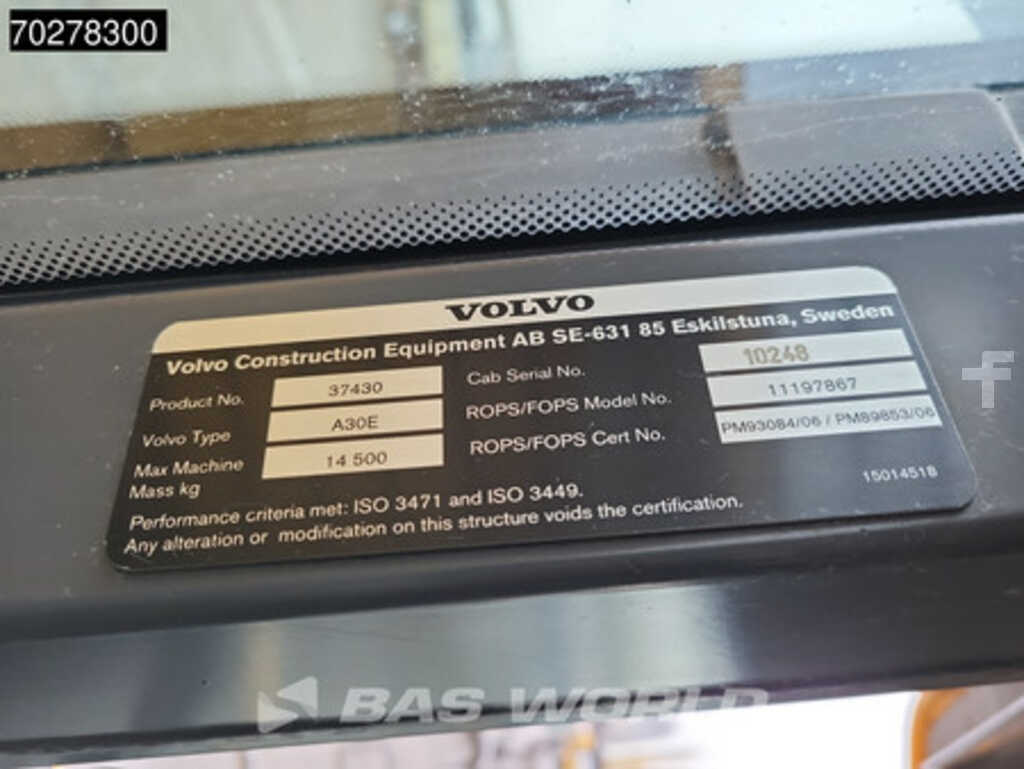 70278300
VOLVO
Volvo Construction Equipment AB SE-631 85 Eskilstuna, Sweden
Product No. 37430 Cab Serial No. 10248
Volvo Type A30E ROPS/FOPS Model No. 11197867
Max Machine Mass kg 14 500 ROPS/FOPS Cert No. PM93084/06 / PM89853/06
15014518
Performance criteria met: ISO 3471 and ISO 3449.
Any alteration or modification on this structure voids the certification.
f
BAS WORLD